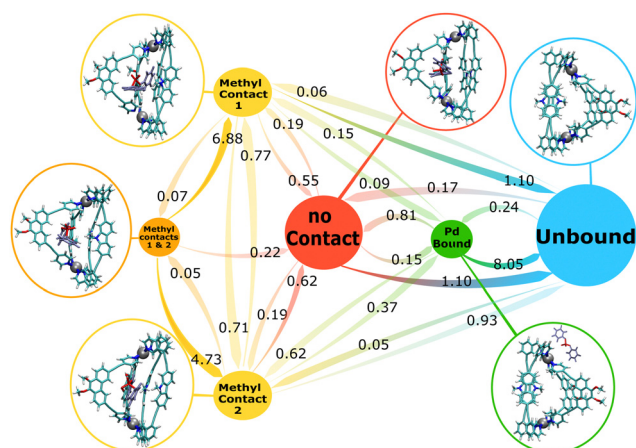 Methyl
Contact
1
0.06
0.19
0.15
6.88
0.77
0.07
0.55
0.09
0.17
1.10
0.81
0.24
no
Contact
Pd
Bound
Unbound
Methyl
contacts
1 & 2
0.22
0.15
8.05
0.05
0.62
1.10
0.19
0.37
0.71
0.93
4.73
0.62
0.05
Methyl
Contact
2